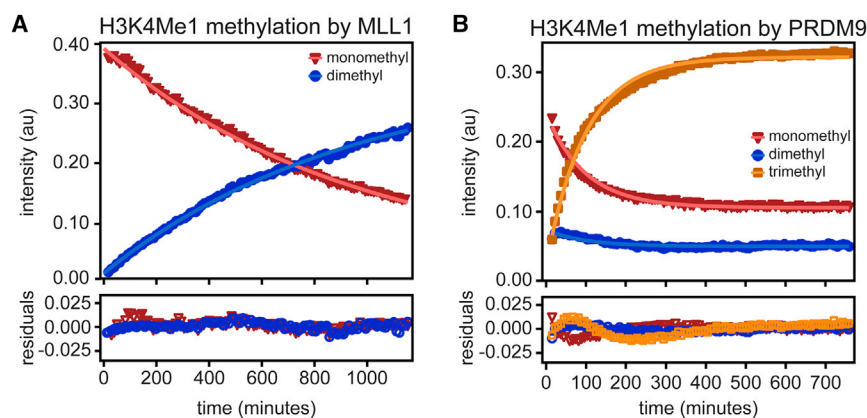 A
H3K4Me1 methylation by MLL1
0.40
0.30
0.20
0.10
0.00
intensity (au)
monomethyl
dimethyl
0.025
0.000
-0.025
residuals
0
200
400
600
800
1000
time (minutes)
B
H3K4Me1 methylation by PRDM9
0.30
0.20
0.10
0.00
intensity (au)
monomethyl
dimethyl
trimethyl
0.025
0.000
-0.025
residuals
0
100
200
300
400
500
600
700
time (minutes)